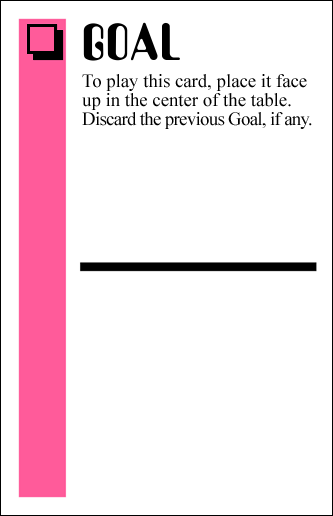 GOAL
To play this card, place it face
up in the center of the table.
Discard the previous Goal, if any.